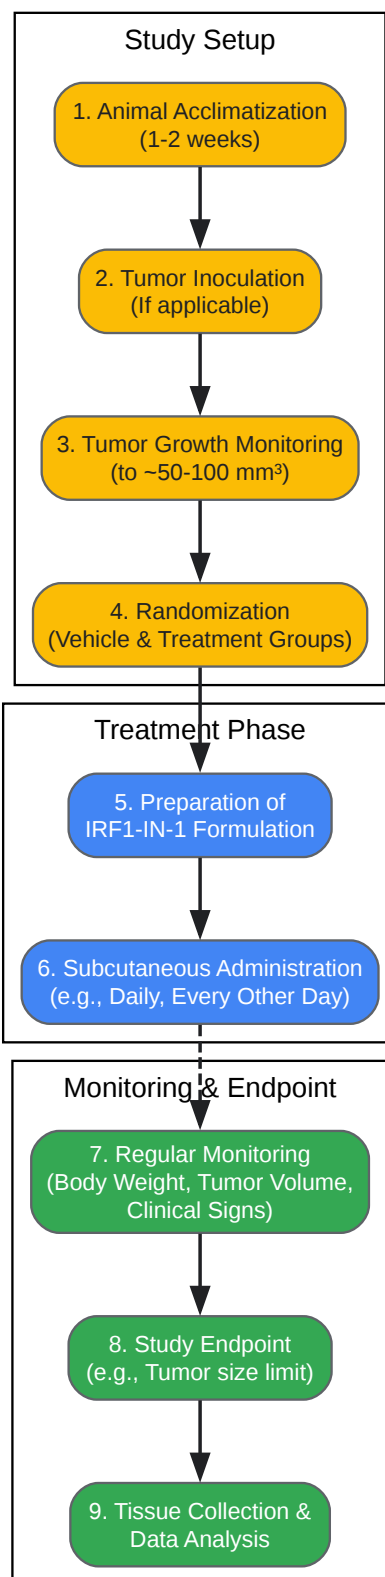 Study Setup
1. Animal Acclimatization
(1-2 weeks)
2. Tumor Inoculation
(If applicable)
3. Tumor Growth Monitoring
(to ~50-100 mm³)
4. Randomization
(Vehicle & Treatment Groups)
Treatment Phase
5. Preparation of
IRF1-IN-1 Formulation
6. Subcutaneous Administration
(e.g., Daily, Every Other Day)
Monitoring & Endpoint
7. Regular Monitoring
(Body Weight, Tumor Volume,
Clinical Signs)
8. Study Endpoint
(e.g., Tumor size limit)
9. Tissue Collection &
Data Analysis